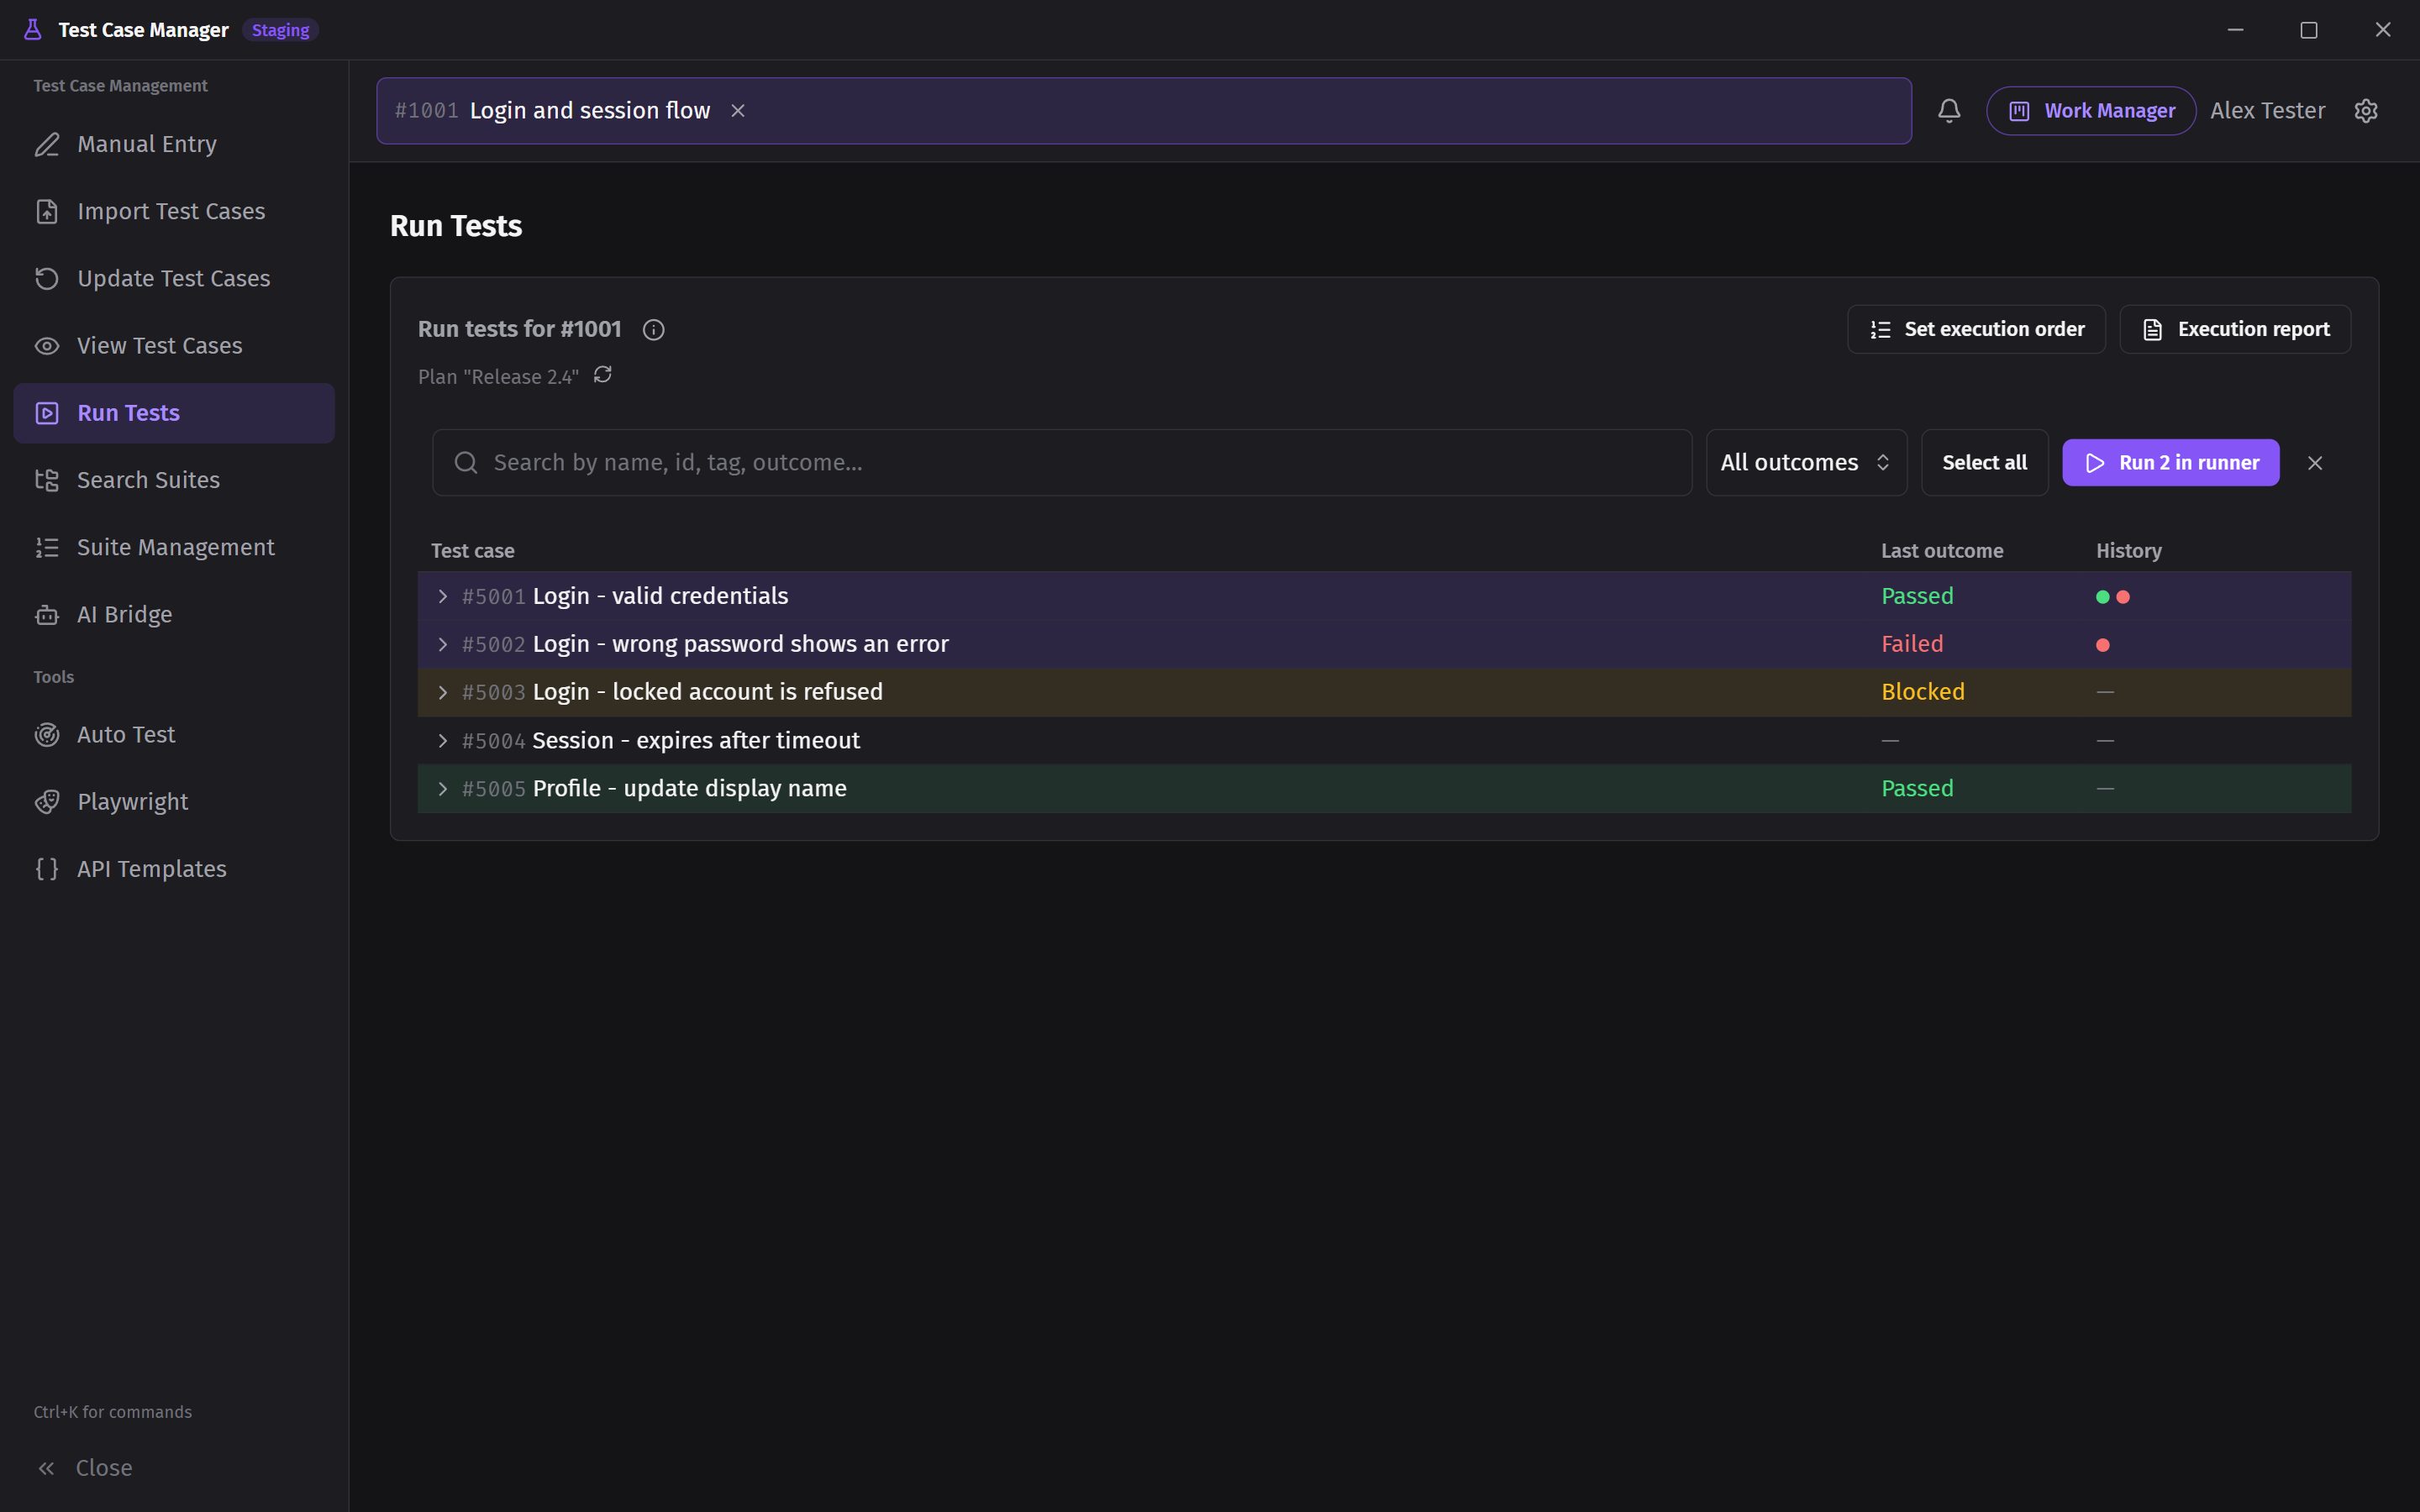 Test Case Manager Staging
Test Case Management
Manual Entry
Import Test Cases
Update Test Cases
View Test Cases
Run Tests
Search Suites
Suite Management
AI Bridge
Tools
Auto Test
Playwright
API Templates
Ctrl+K for commands
Close
#1001 Login and session flow
Work Manager
Alex Tester
Run Tests
Run tests for #1001
Set execution order
Execution report
Plan "Release 2.4"
Search by name, id, tag, outcome...
All outcomes
Select all
Run 2 in runner
Test case Last outcome History
#5001 Login - valid credentials Passed
#5002 Login - wrong password shows an error Failed
#5003 Login - locked account is refused Blocked —
#5004 Session - expires after timeout — —
#5005 Profile - update display name Passed —